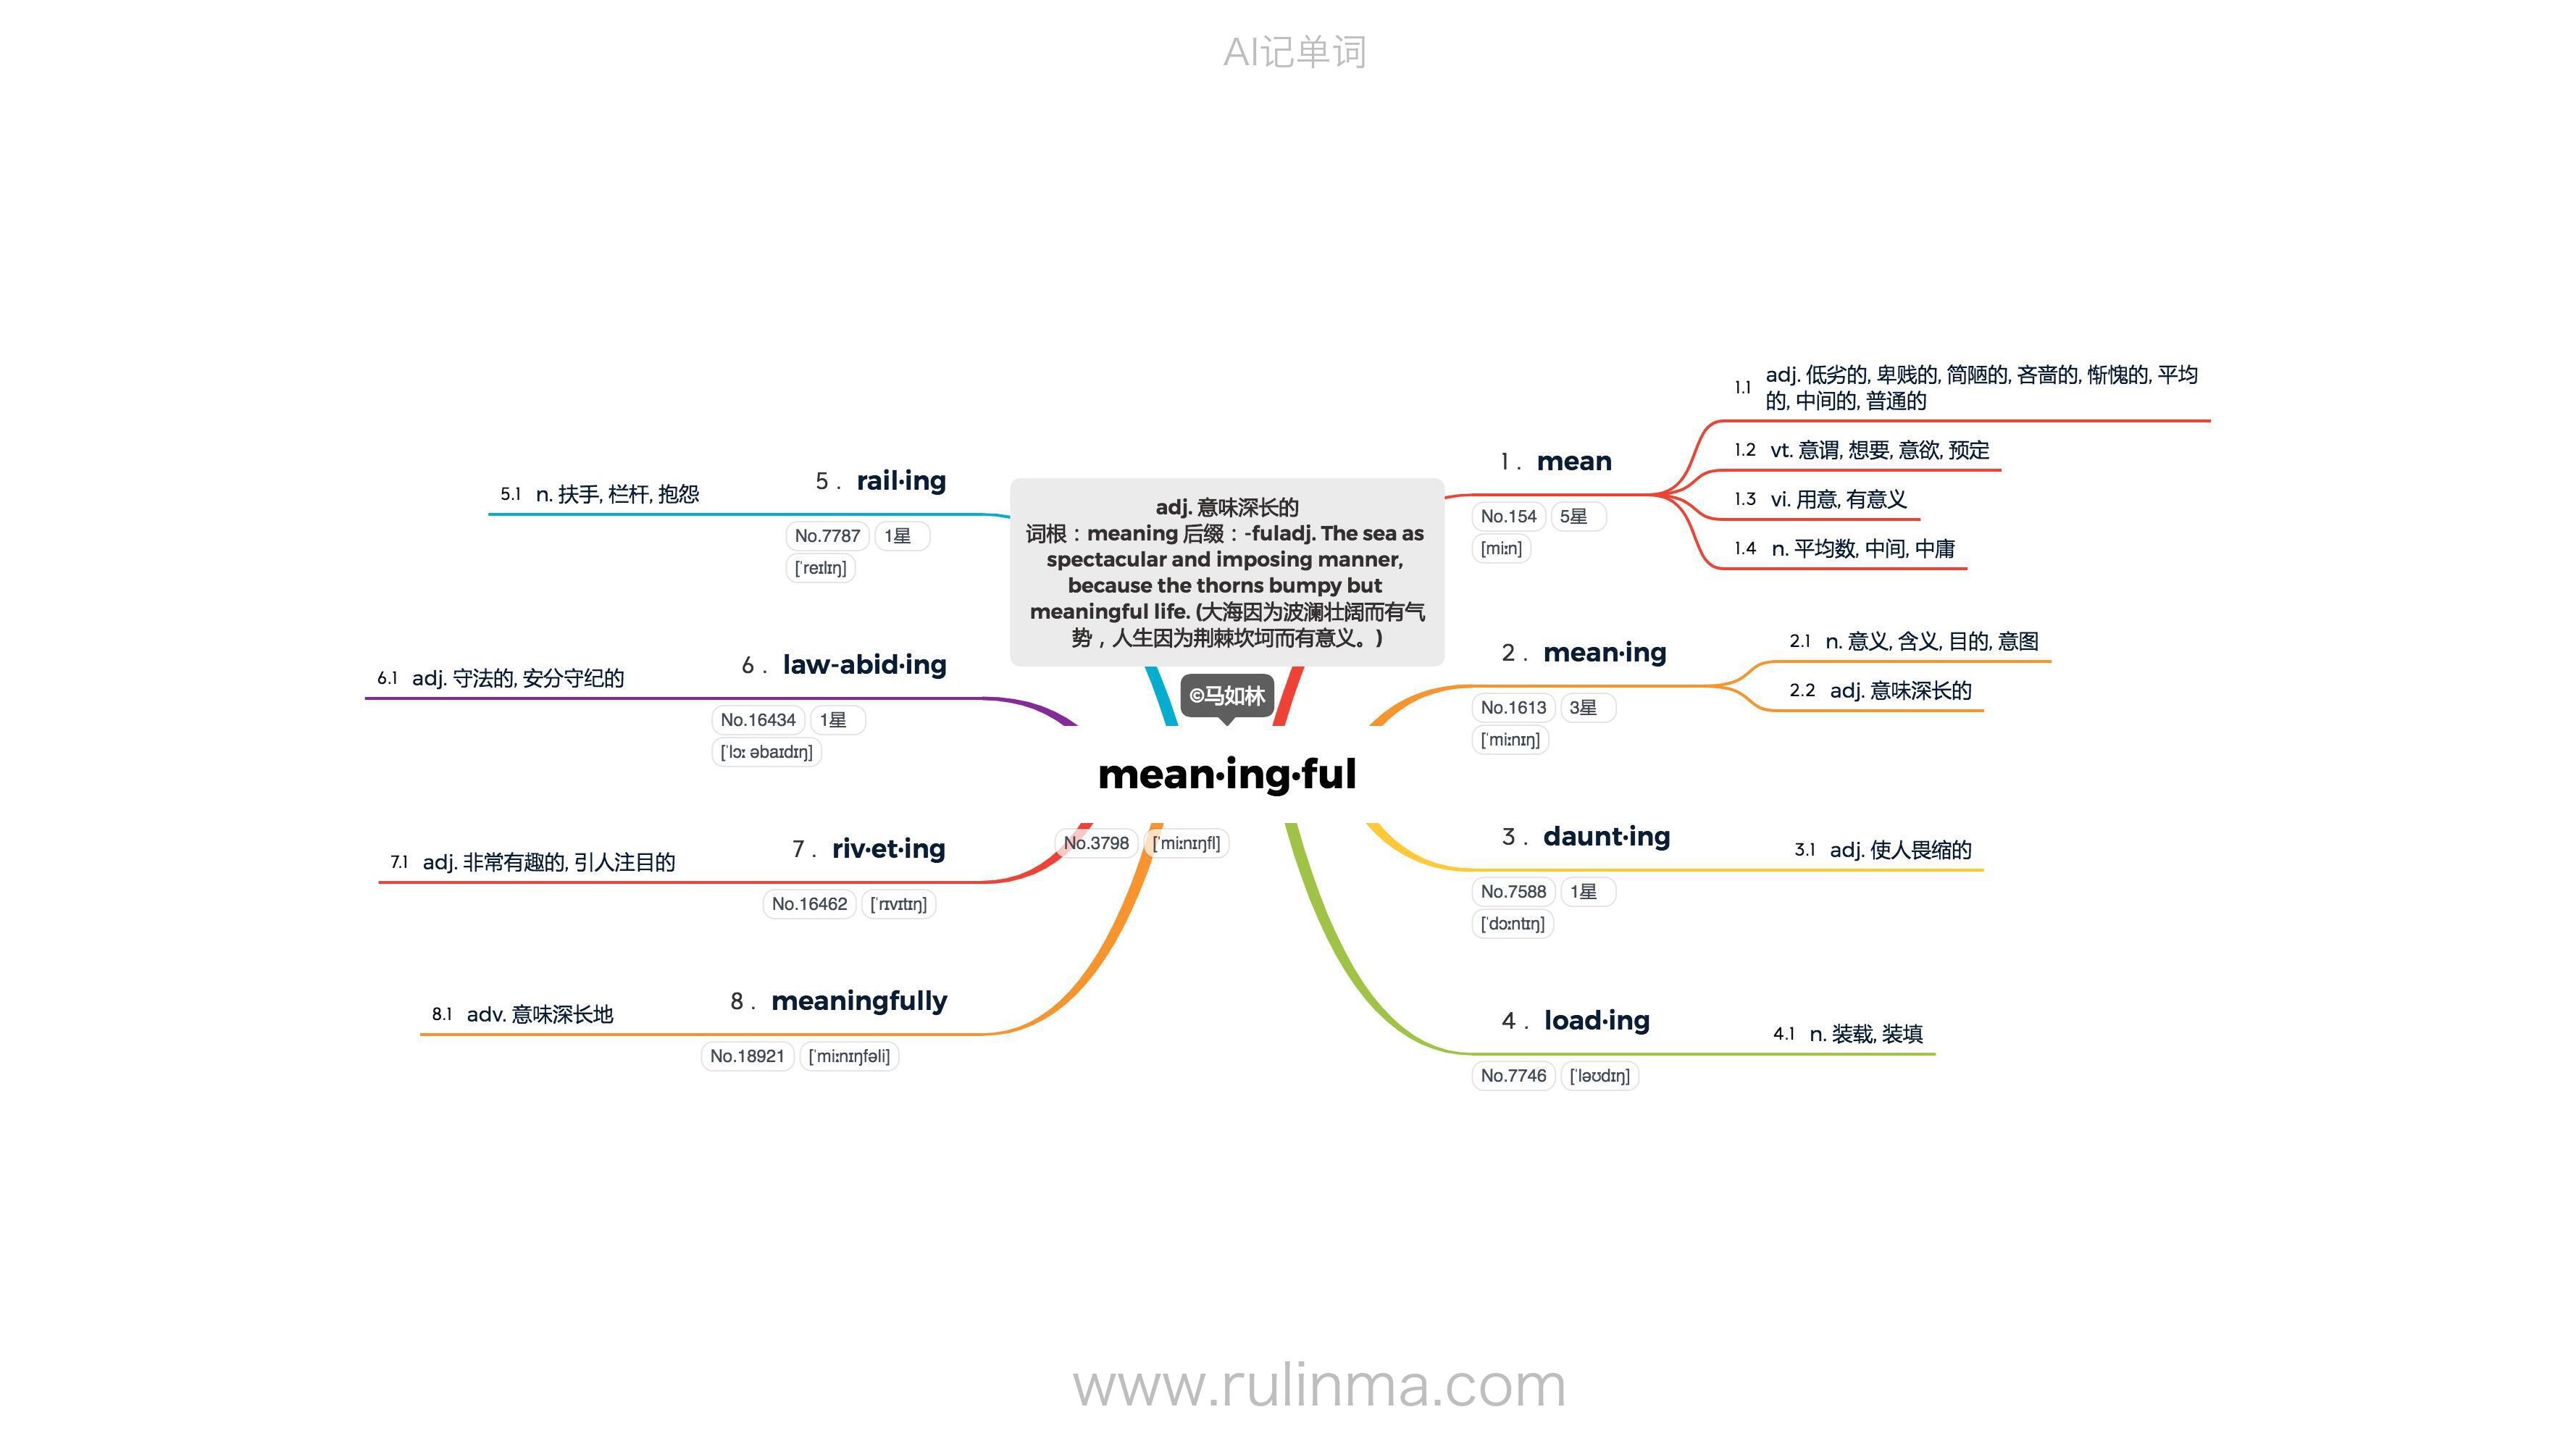 AI记单词
adj. 意味深长的
词根：meaning 后缀：-fuladj. The sea as
spectacular and imposing manner,
because the thorns bumpy but
meaningful life. (大海因为波澜壮阔而有气
势，人生因为荆棘坎坷而有意义。)
©马如林
mean·ing·ful
No.3798 [ˈmiːnɪŋfl]
1. mean
No.154 5星
[miːn]
1.1 adj. 低劣的, 卑贱的, 简陋的, 吝啬的, 惭愧的, 平均
的, 中间的, 普通的
1.2 vt. 意谓, 想要, 意欲, 预定
1.3 vi. 用意, 有意义
1.4 n. 平均数, 中间, 中庸
2. mean·ing
No.1613 3星
[ˈmiːnɪŋ]
2.1 n. 意义, 含义, 目的, 意图
2.2 adj. 意味深长的
3. daunt·ing
No.7588 1星
[ˈdɔːntɪŋ]
3.1 adj. 使人畏缩的
4. load·ing
No.7746 [ˈləʊdɪŋ]
4.1 n. 装载, 装填
5. rail·ing
No.7787 1星
[ˈreɪlɪŋ]
5.1 n. 扶手, 栏杆, 抱怨
6. law-abid·ing
No.16434 1星
[ˈlɔː əbaɪdɪŋ]
6.1 adj. 守法的, 安分守纪的
7. riv·et·ing
No.16462 [ˈrɪvɪtɪŋ]
7.1 adj. 非常有趣的, 引人注目的
8. meaningfully
No.18921 [ˈmiːnɪŋfəli]
8.1 adv. 意味深长地
www.rulinma.com